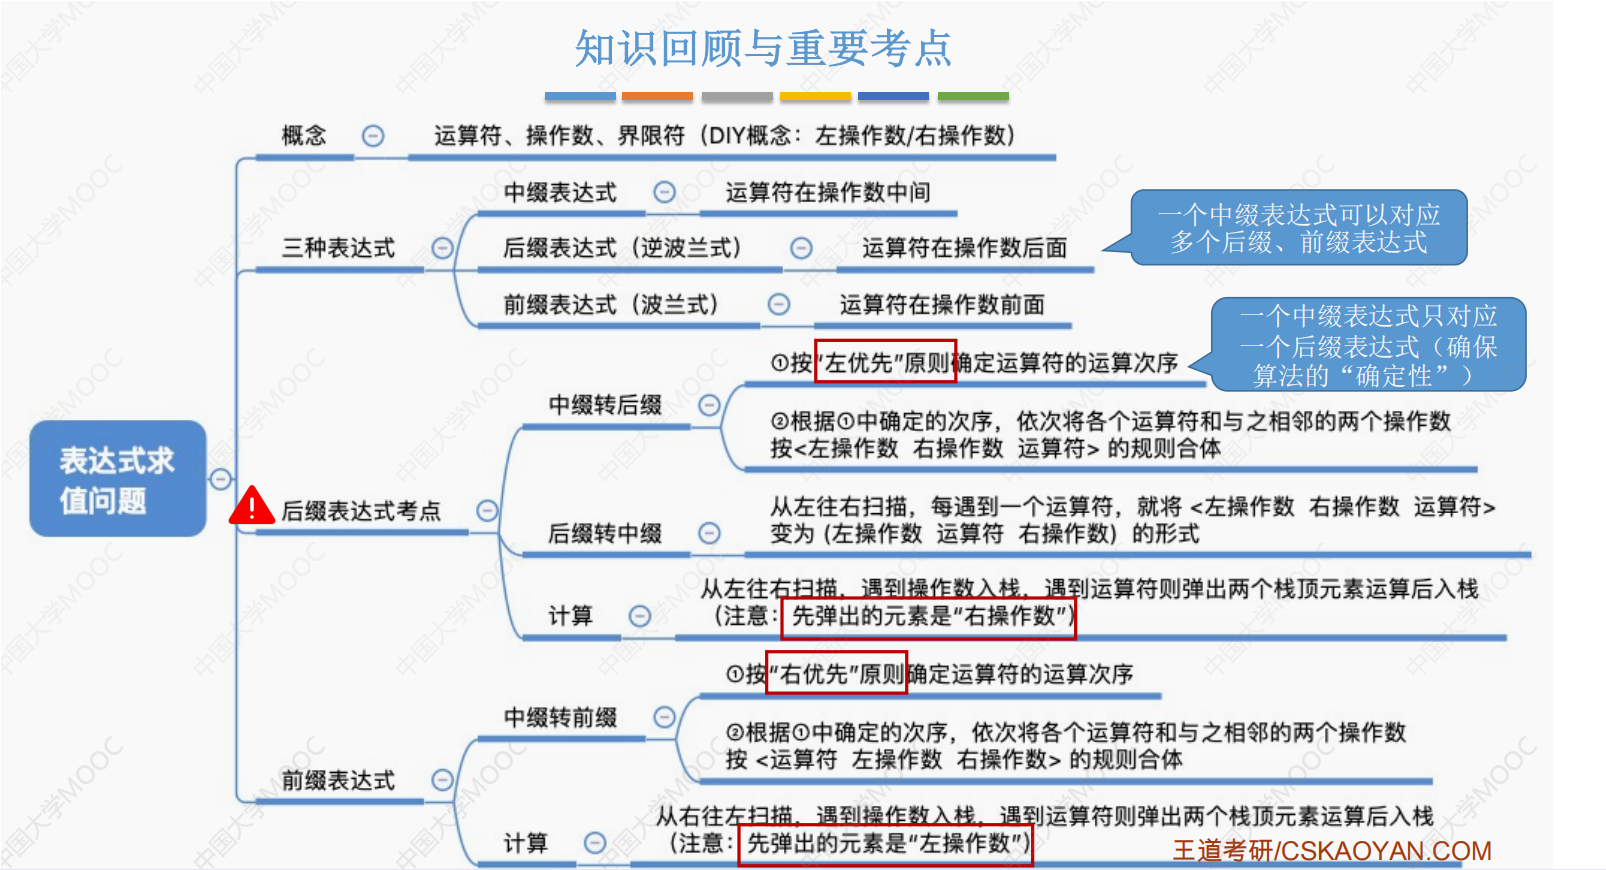 知识回顾与重要考点
概念
运算符、操作数、界限符（DIY概念：左操作数/右操作数）
中缀表达式
运算符在操作数中间
一个中缀表达式可以对应
多个后缀、前缀表达式
三种表达式
后缀表达式（逆波兰式）
运算符在操作数后面
前缀表达式（波兰式）
运算符在操作数前面
一个中缀表达式只对应
一个后缀表达式（确保
算法的“确定性”）
①按“左优先”原则确定运算符的运算次序
中缀转后缀
②根据①中确定的次序，依次将各个运算符和与之相邻的两个操作数
按<左操作数 右操作数 运算符> 的规则合体
表达式求
值问题
后缀表达式考点
后缀转中缀
从左往右扫描，每遇到一个运算符，就将 <左操作数 右操作数 运算符>
变为 (左操作数 运算符 右操作数) 的形式
计算
从左往右扫描，遇到操作数入栈，遇到运算符则弹出两个栈顶元素运算后入栈
（注意：先弹出的元素是“右操作数”）
①按“右优先”原则确定运算符的运算次序
中缀转前缀
②根据①中确定的次序，依次将各个运算符和与之相邻的两个操作数
按 <运算符 左操作数 右操作数> 的规则合体
前缀表达式
计算
从右往左扫描，遇到操作数入栈，遇到运算符则弹出两个栈顶元素运算后入栈
（注意：先弹出的元素是“左操作数”）
王道考研/CSKAOYAN.COM
中国大学MOOC